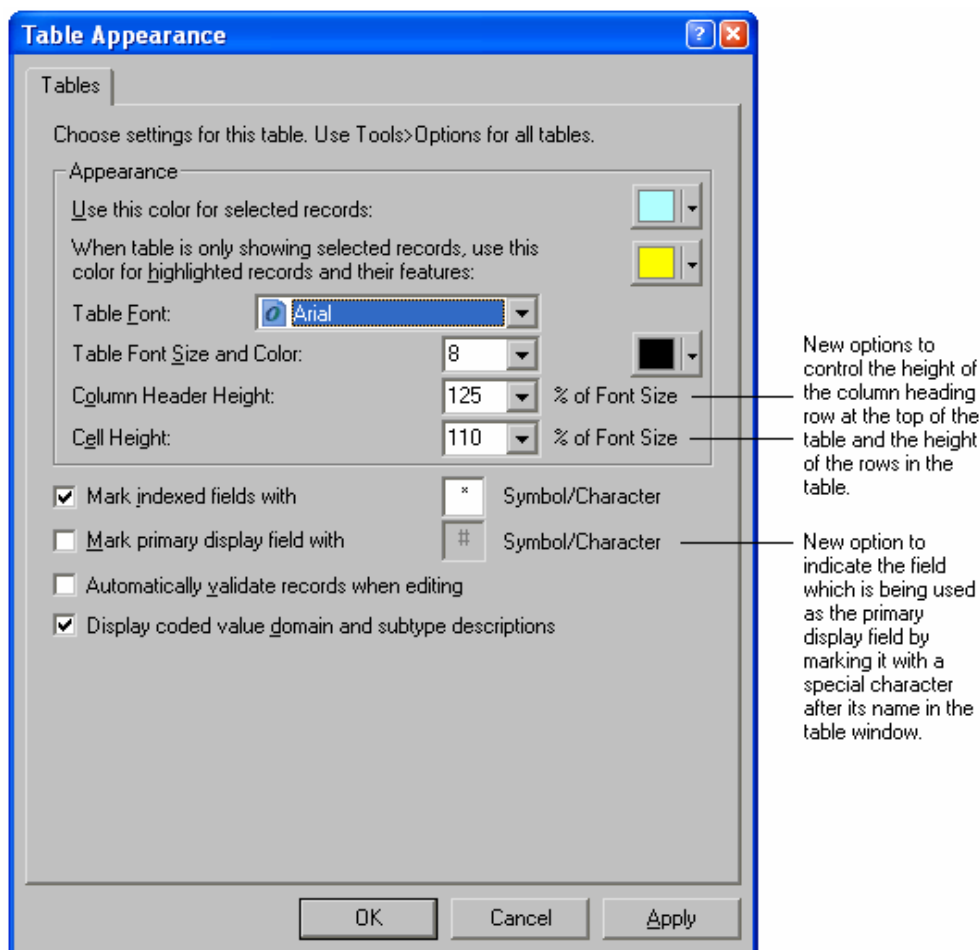 Table Appearance
Tables
Choose settings for this table. Use Tools>Options for all tables.
Appearance
Use this color for selected records:
When table is only showing selected records, use this
color for highlighted records and their features:
Table Font:
Arial
Table Font Size and Color:
8
Column Header Height:
125
% of Font Size
Cell Height:
110
% of Font Size
Mark indexed fields with
*
Symbol/Character
Mark primary display field with
#
Symbol/Character
Automatically validate records when editing
Display coded value domain and subtype descriptions
OK
Cancel
Apply
New options to
control the height of
the column heading
row at the top of the
table and the height
of the rows in the
table.
New option to
indicate the field
which is being used
as the primary
display field by
marking it with a
special character
after its name in the
table window.